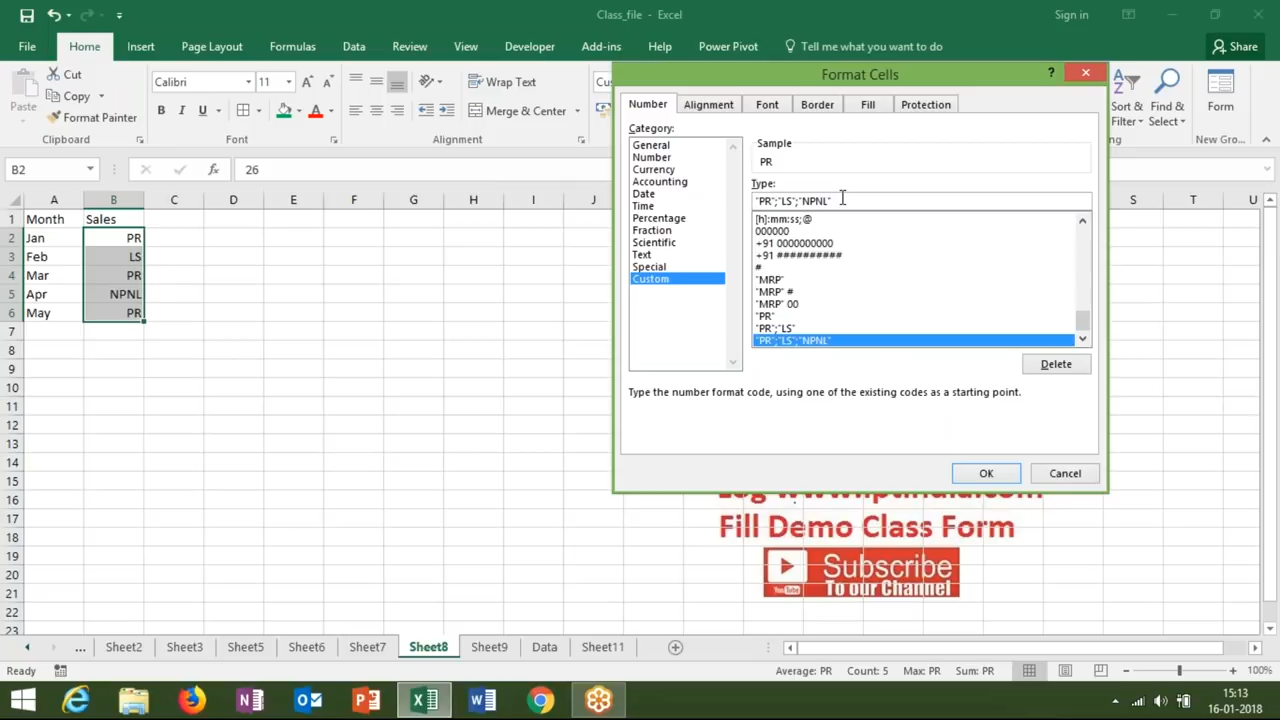 Class_file - Excel
Sign in
File Home Insert Page Layout Formulas Data Review View Developer Add-ins Help Power Pivot Tell me what you want to do Share
Paste
Cut
Copy
Format Painter
Clipboard
Calibri 11
B I U
Font
Wrap Text
Merge & Center
Alignment
Sort & Filter
Find & Select
Form
New Gro...
B2 fx 26
A B C D E F G H I J S T U
1 Month Sales
2 Jan PR
3 Feb LS
4 Mar PR
5 Apr NPNL
6 May PR
7
8
9
10
11
12
13
14
15
16
17
18
19
20
21
22
23
Format Cells
Number Alignment Font Border Fill Protection
Category:
General
Number
Currency
Accounting
Date
Time
Percentage
Fraction
Scientific
Text
Special
Custom
Sample
PR
Type:
"PR";"LS";"NPNL"
[h]:mm:ss;@
000000
+91 0000000000
+91 ##########
#
"MRP"
"MRP" #
"MRP" 00
"PR"
"PR";"LS"
"PR";"LS";"NPNL"
Delete
Type the number format code, using one of the existing codes as a starting point.
OK Cancel
Fill Demo Class Form
YouTube
Subscribe
To our Channel
... Sheet2 Sheet3 Sheet5 Sheet6 Sheet7 Sheet8 Sheet9 Data Sheet11
Ready
Average: PR Count: 5 Max: PR Sum: PR
100%
15:13
16-01-2018